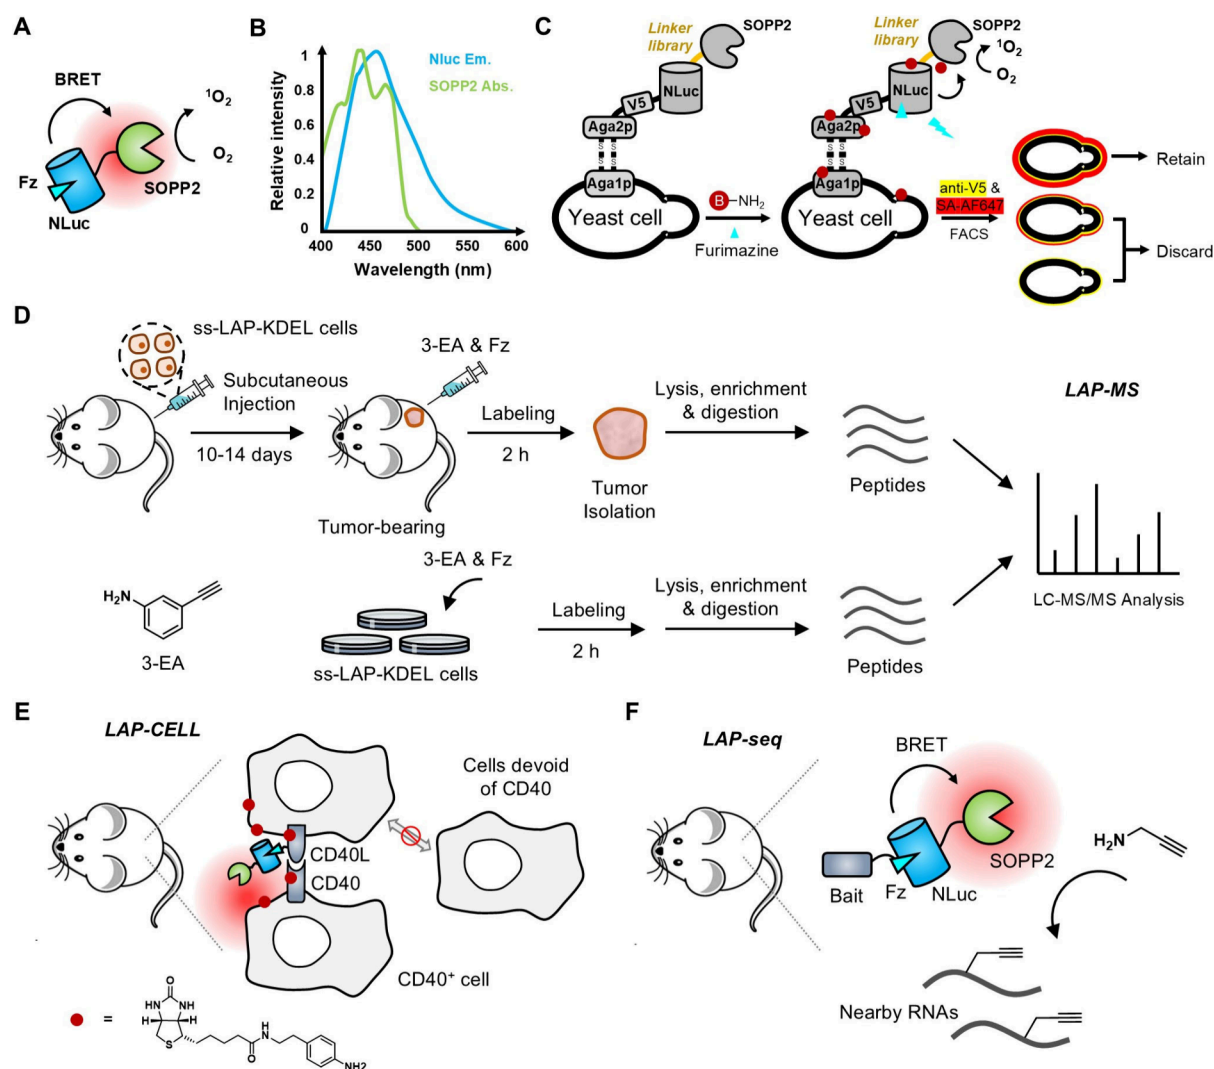 A
BRET
¹O₂
O₂
Fz
SOPP2
NLuc
B
Relative intensity
1
0.8
0.6
0.4
0.2
0
400
450
500
550
600
Wavelength (nm)
Nluc Em.
SOPP2 Abs.
C
Linker
library
SOPP2
NLuc
V5
Aga2p
S S
S S
Aga1p
Yeast cell
B
NH₂
Furimazine
Linker
library
SOPP2
¹O₂
O₂
NLuc
V5
Aga2p
S S
S S
Aga1p
Yeast cell
anti-V5 &
SA-AF647
FACS
Retain
Discard
D
ss-LAP-KDEL cells
Subcutaneous
Injection
10-14 days
3-EA & Fz
Tumor-bearing
Labeling
2 h
Tumor
Isolation
Lysis, enrichment
& digestion
Peptides
LAP-MS
LC-MS/MS Analysis
H₂N
3-EA
3-EA & Fz
ss-LAP-KDEL cells
Labeling
2 h
Lysis, enrichment
& digestion
Peptides
E
LAP-CELL
Cells devoid
of CD40
CD40L
CD40
CD40⁺ cell
=
O
HN NH
H H
S
O
H
N
NH2
F
LAP-seq
BRET
SOPP2
Bait
Fz
NLuc
H₂N
Nearby RNAs